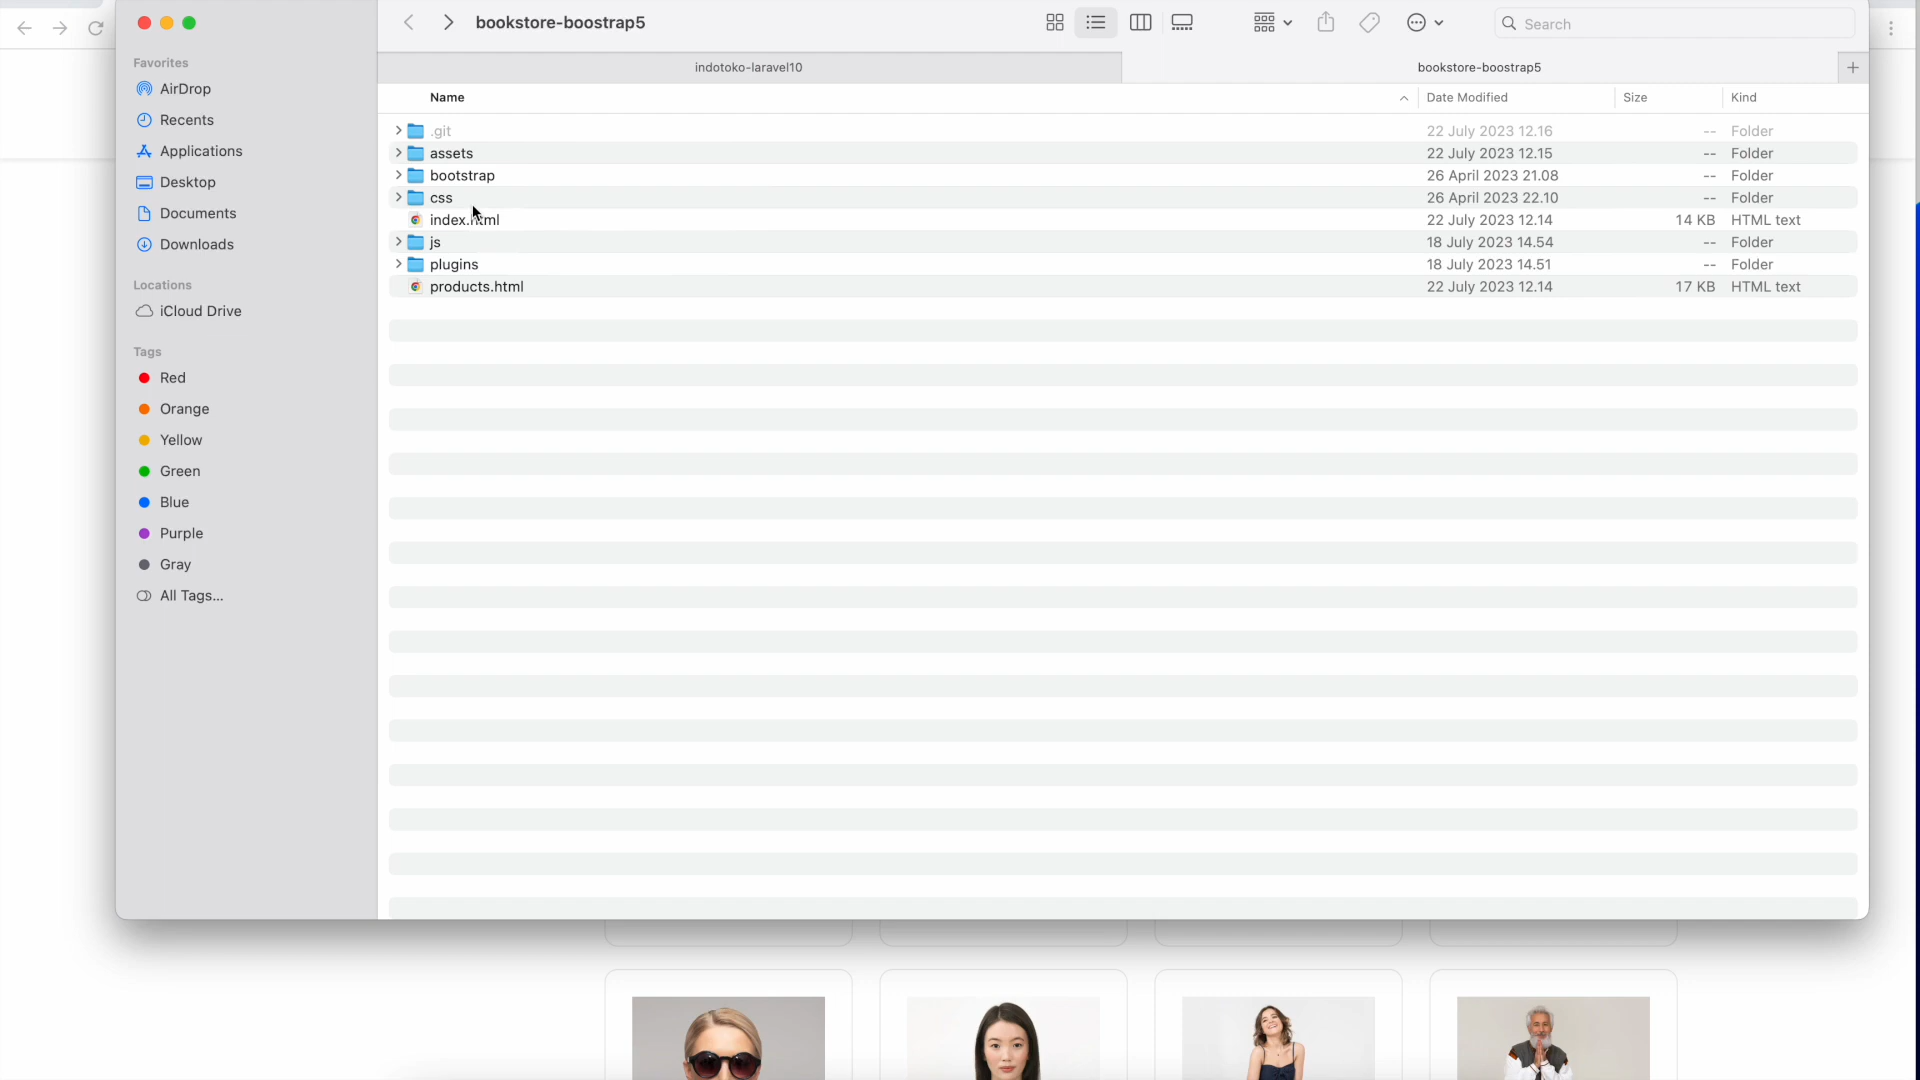 bookstore-boostrap5
Search
indotoko-laravel10
bookstore-boostrap5
Favorites
AirDrop
Recents
Applications
Desktop
Documents
Downloads
Locations
iCloud Drive
Tags
Red
Orange
Yellow
Green
Blue
Purple
Gray
All Tags...
Name Date Modified Size Kind
.git 22 July 2023 12.16 -- Folder
assets 22 July 2023 12.15 -- Folder
bootstrap 26 April 2023 21.08 -- Folder
css 26 April 2023 22.10 -- Folder
index.html 22 July 2023 12.14 14 KB HTML text
js 18 July 2023 14.54 -- Folder
plugins 18 July 2023 14.51 -- Folder
products.html 22 July 2023 12.14 17 KB HTML text